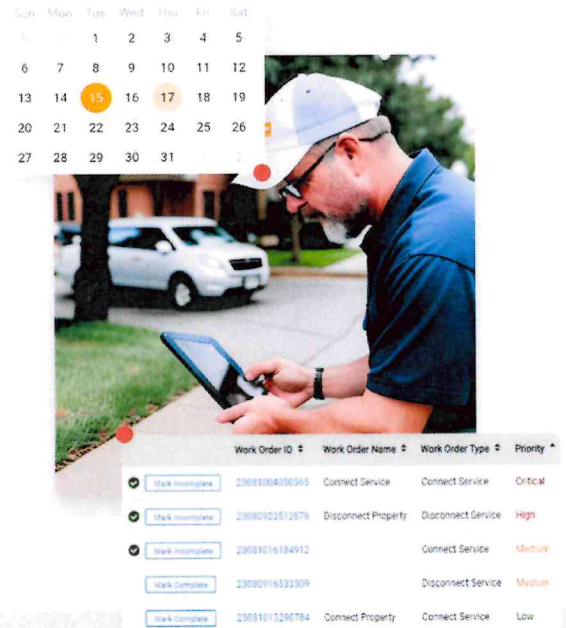 Sun Mon Tue Wed Thu Fri Sat
1 2 3 4 5
6 7 8 9 10 11 12
13 14 15 16 17 18 19
20 21 22 23 24 25 26
27 28 29 30 31
Work Order ID Work Order Name Work Order Type Priority
Mark Incomplete 23081004050565 Connect Service Connect Service Critical
Mark Incomplete 23080923512878 Disconnect Property Disconnect Service High
Mark Incomplete 23081016184912 Connect Service Medium
Mark Complete 23080916533509 Disconnect Service Medium
Mark Complete 23081013290784 Connect Property Connect Service Low